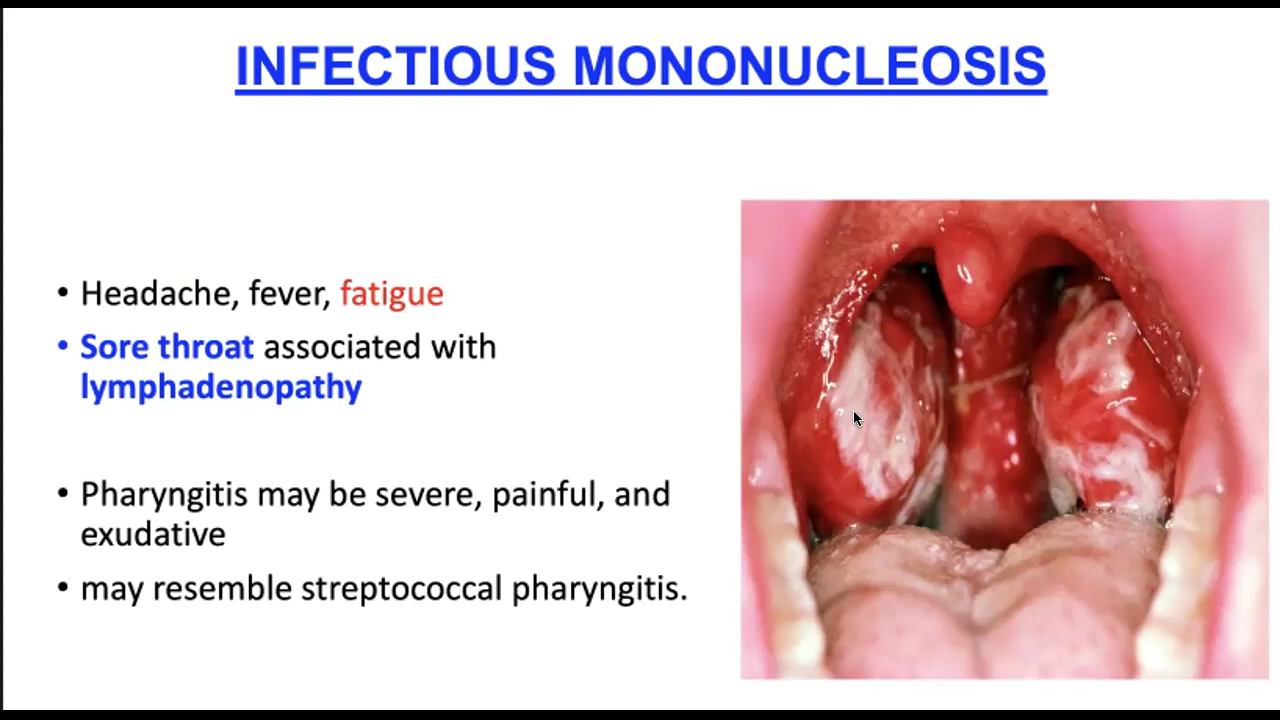 INFECTIOUS MONONUCLEOSIS
• Headache, fever, fatigue
• Sore throat associated with
lymphadenopathy
• Pharyngitis may be severe, painful, and
exudative
• may resemble streptococcal pharyngitis.